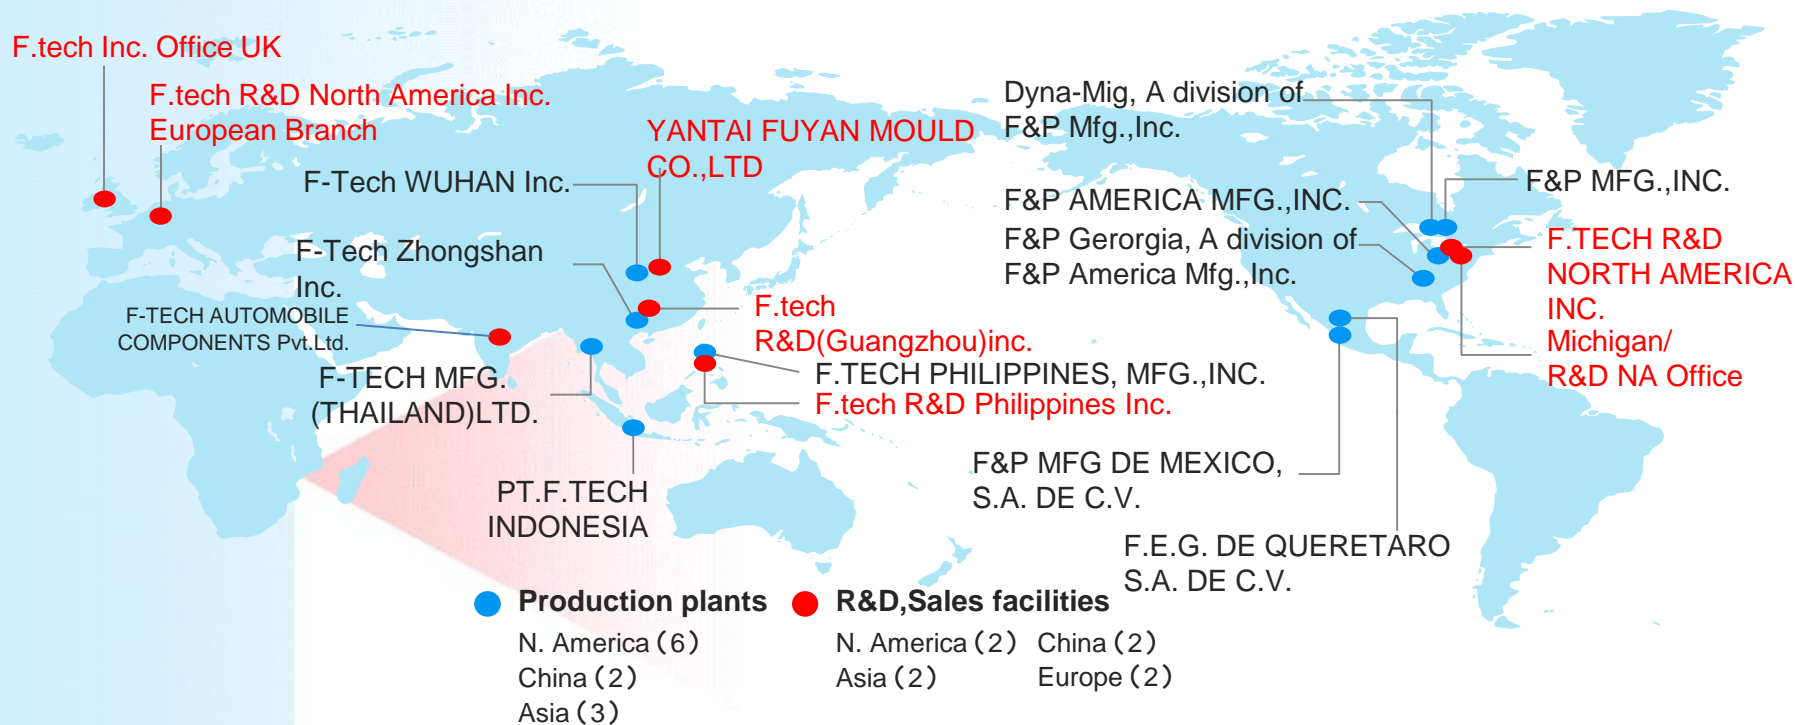 F.tech Inc. Office UK
F.tech R&D North America Inc.
European Branch
YANTAI FUYAN MOULD
CO.,LTD
F-Tech WUHAN Inc.
F-Tech Zhongshan
Inc.
F-TECH AUTOMOBILE
COMPONENTS Pvt.Ltd.
F-TECH MFG.
(THAILAND)LTD.
PT.F.TECH
INDONESIA
F.tech
R&D(Guangzhou)inc.
F.TECH PHILIPPINES, MFG.,INC.
F.tech R&D Philippines Inc.
Dyna-Mig, A division of
F&P Mfg.,Inc.
F&P AMERICA MFG.,INC.
F&P Gerorgia, A division of
F&P America Mfg.,Inc.
F&P MFG.,INC.
F.TECH R&D
NORTH AMERICA
INC.
Michigan/
R&D NA Office
F&P MFG DE MEXICO,
S.A. DE C.V.
F.E.G. DE QUERETARO
S.A. DE C.V.
Production plants
N. America(6)
China(2)
Asia(3)
R&D,Sales facilities
N. America(2) China(2)
Asia(2) Europe(2)